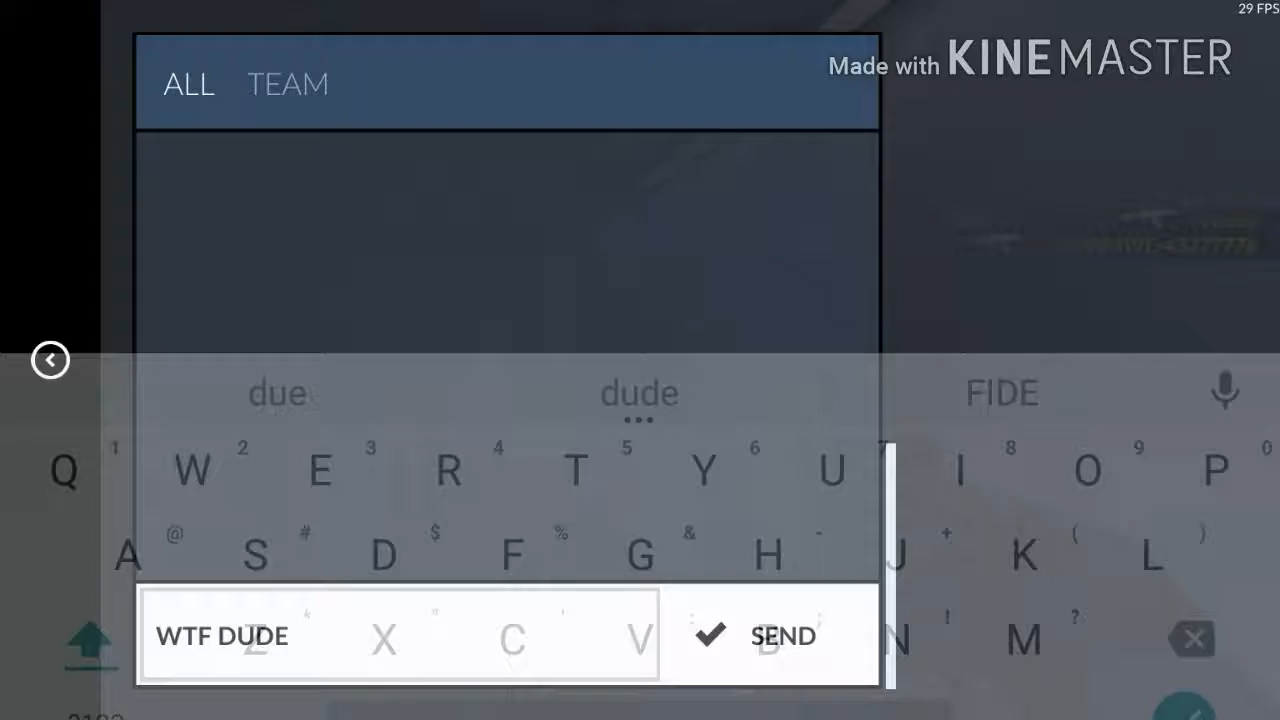 29 FPS
Made with KINEMASTER
ALL TEAM
due dude FIDE
1 2 3 4 5 6 7 8 9 0
Q W E R T Y U I O P
@ # $ % & - + ( )
A S D F G H J K L
* " ' : ; ! ?
Z X C V B N M
WTF DUDE SEND